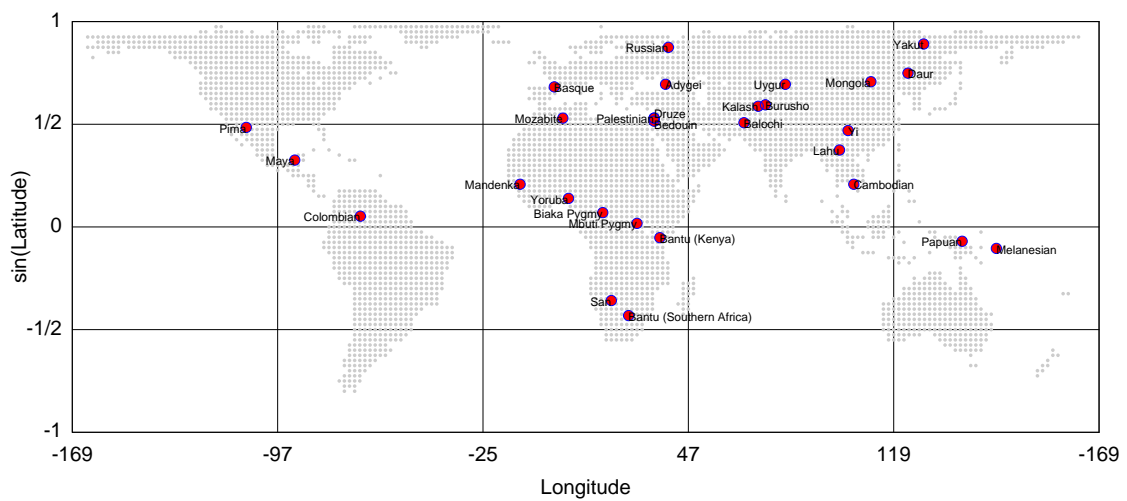 1
Russian
Yakut
Daur
Adygei
Uygur
Mongola
Basque
Kalash
Burusho
Mozabite
Palestinian
Druze
Bedouin
Balochi
1/2
Pima
Yi
Lahu
Maya
Mandenka
Cambodian
Yoruba
Biaka Pygmy
Colombian
Mbuti Pygmy
0
Bantu (Kenya)
Papuan
Melanesian
San
Bantu (Southern Africa)
-1/2
-1
sin(Latitude)
-169
-97
-25
47
119
-169
Longitude